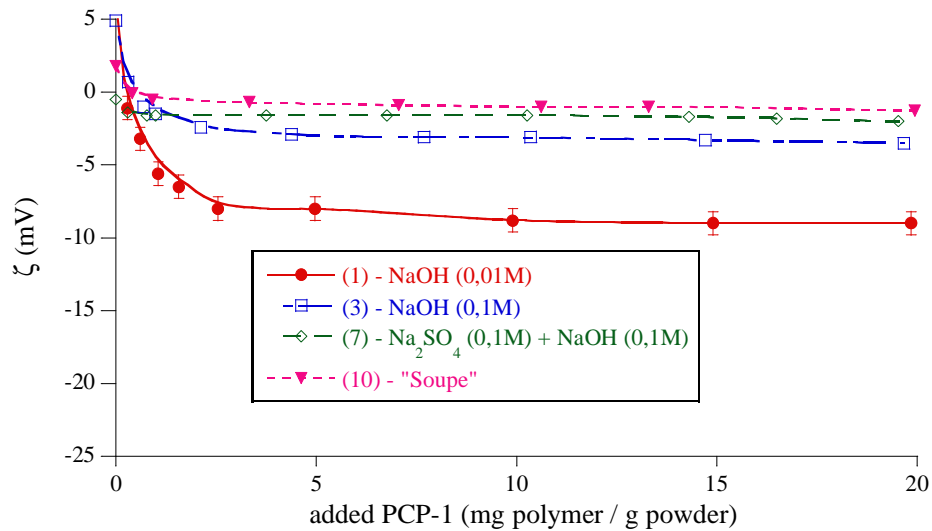 5
0
-5
-10
-15
-20
-25
ζ (mV)
(1) - NaOH (0,01M)
(3) - NaOH (0,1M)
(7) - Na₂SO₄ (0,1M) + NaOH (0,1M)
(10) - "Soupe"
0 5 10 15 20
added PCP-1 (mg polymer / g powder)